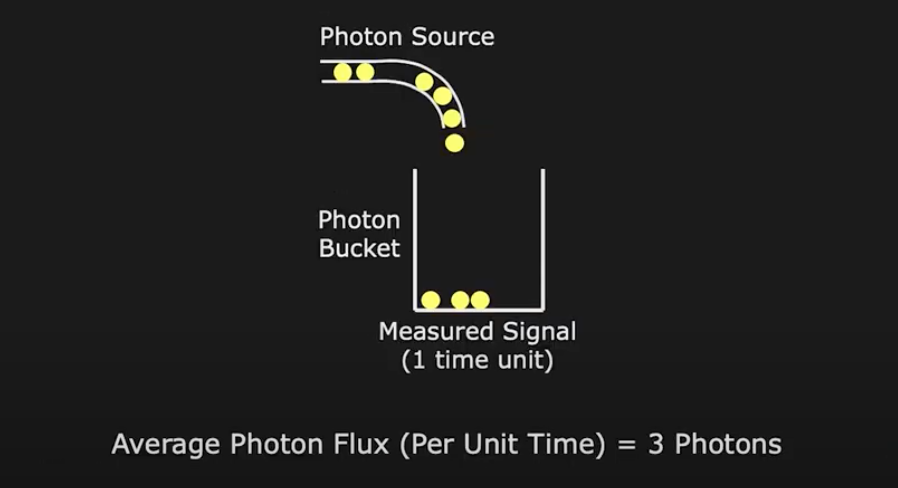 Photon Source
Photon
Bucket
Measured Signal
(1 time unit)
Average Photon Flux (Per Unit Time) = 3 Photons